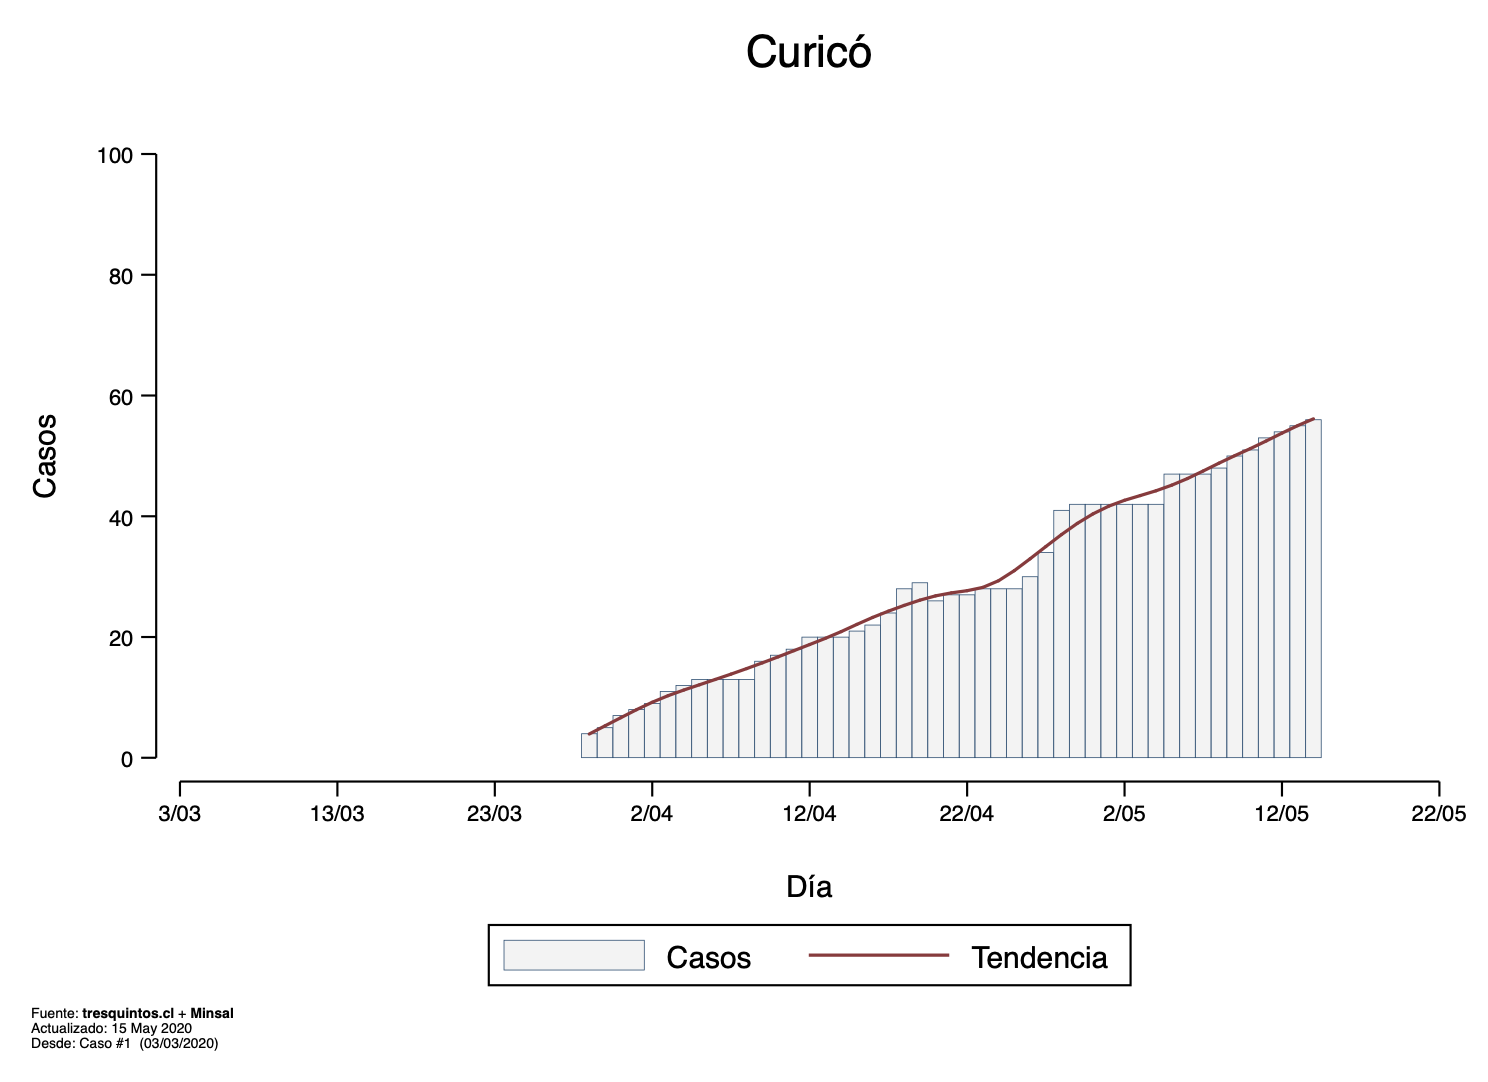 Curicó
100
80
60
40
20
0
Casos
3/03 13/03 23/03 2/04 12/04 22/04 2/05 12/05 22/05
Día
Casos Tendencia
Fuente: tresquintos.cl + Minsal
Actualizado: 15 May 2020
Desde: Caso #1 (03/03/2020)